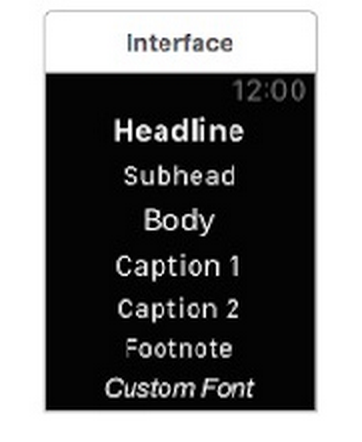 Interface
12:00
Headline
Subhead
Body
Caption 1
Caption 2
Footnote
Custom Font